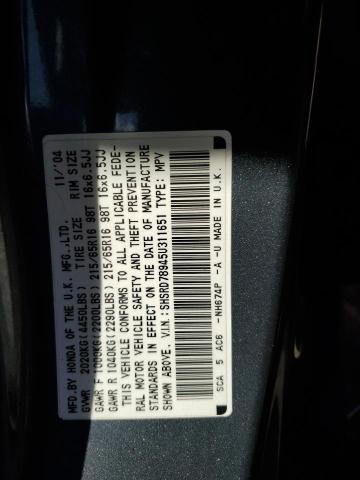 MFD.BY HONDA OF THE U.K. MFG.,LTD. 11/'04
GVWR 2020KG(4450LBS) TIRE SIZE RIM SIZE
GAWR F 1000KG(2200LBS) 215/65R16 98T 16x6.5JJ
GAWR R 1040KG(2290LBS) 215/65R16 98T 16x6.5JJ
THIS VEHICLE CONFORMS TO ALL APPLICABLE FEDE-
RAL MOTOR VEHICLE SAFETY AND THEFT PREVENTION
STANDARDS IN EFFECT ON THE DATE OF MANUFACTURE
SHOWN ABOVE. V.I.N.: SHSRD78945U311651 TYPE: MPV
SCA 5 AC6 -NH674P -A -U MADE IN U.K.